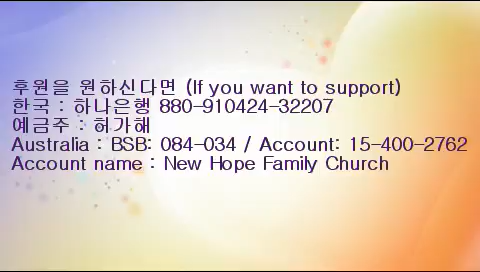 후원을 원하신다면 (If you want to support)
한국 : 하나은행 880-910424-32207
예금주 : 허가해
Australia : BSB: 084-034 / Account: 15-400-2762
Account name : New Hope Family Church